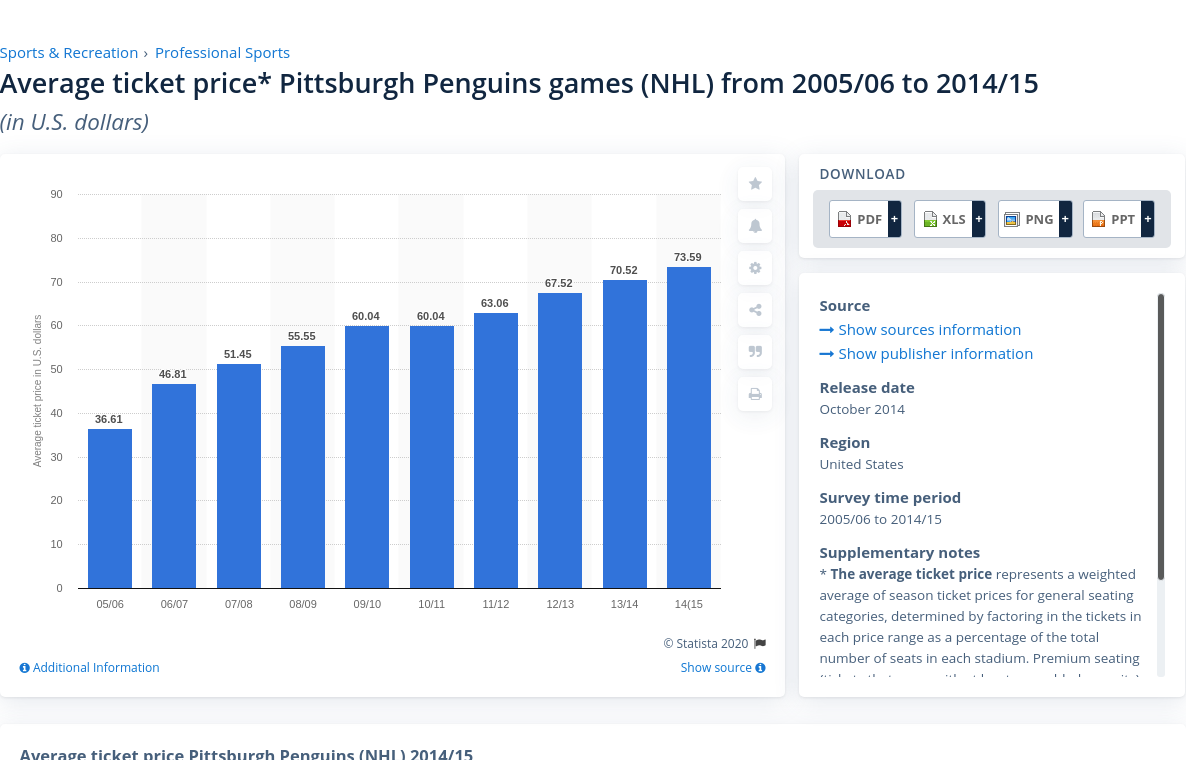 Sports & Recreation › Professional Sports
Average ticket price* Pittsburgh Penguins games (NHL) from 2005/06 to 2014/15
(in U.S. dollars)
Average ticket price in U.S. dollars
90
80
70
60
50
40
30
20
10
0
36.61
46.81
51.45
55.55
60.04
60.04
63.06
67.52
70.52
73.59
05/06 06/07 07/08 08/09 09/10 10/11 11/12 12/13 13/14 14(15
© Statista 2020
Additional Information
Show source
DOWNLOAD
PDF + XLS + PNG + PPT +
Source
Show sources information
Show publisher information
Release date
October 2014
Region
United States
Survey time period
2005/06 to 2014/15
Supplementary notes
* The average ticket price represents a weighted
average of season ticket prices for general seating
categories, determined by factoring in the tickets in
each price range as a percentage of the total
number of seats in each stadium. Premium seating
Average ticket price Pittsburgh Penguins (NHL) 2014/15